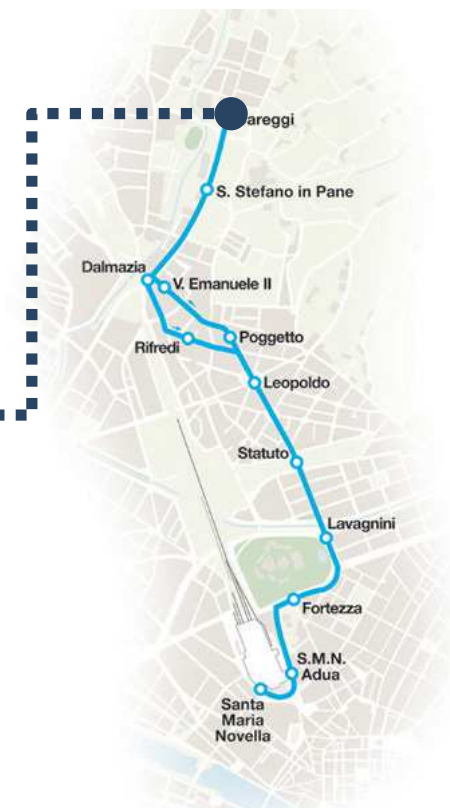 areggi
S. Stefano in Pane
Dalmazia
V. Emanuele II
Rifredi
Poggetto
Leopoldo
Statuto
Lavagnini
Fortezza
S.M.N.
Adua
Santa
Maria
Novella